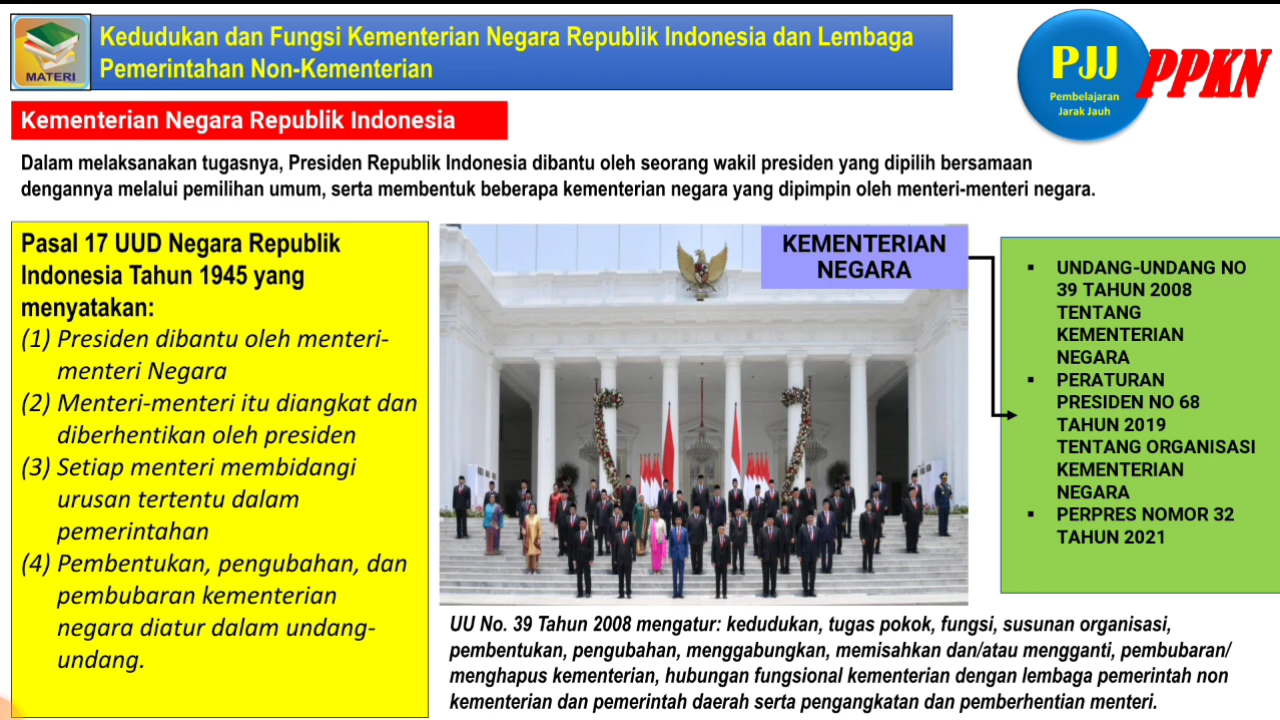 MATERI
Kedudukan dan Fungsi Kementerian Negara Republik Indonesia dan Lembaga
Pemerintahan Non-Kementerian
PJJ
Pembelajaran
Jarak Jauh
PPKN
Kementerian Negara Republik Indonesia
Dalam melaksanakan tugasnya, Presiden Republik Indonesia dibantu oleh seorang wakil presiden yang dipilih bersamaan
dengannya melalui pemilihan umum, serta membentuk beberapa kementerian negara yang dipimpin oleh menteri-menteri negara.
Pasal 17 UUD Negara Republik
Indonesia Tahun 1945 yang
menyatakan:
(1) Presiden dibantu oleh menteri-
menteri Negara
(2) Menteri-menteri itu diangkat dan
diberhentikan oleh presiden
(3) Setiap menteri membidangi
urusan tertentu dalam
pemerintahan
(4) Pembentukan, pengubahan, dan
pembubaran kementerian
negara diatur dalam undang-
undang.
KEMENTERIAN
NEGARA
▪ UNDANG-UNDANG NO
39 TAHUN 2008
TENTANG
KEMENTERIAN
NEGARA
▪ PERATURAN
PRESIDEN NO 68
TAHUN 2019
TENTANG ORGANISASI
KEMENTERIAN
NEGARA
▪ PERPRES NOMOR 32
TAHUN 2021
UU No. 39 Tahun 2008 mengatur: kedudukan, tugas pokok, fungsi, susunan organisasi,
pembentukan, pengubahan, menggabungkan, memisahkan dan/atau mengganti, pembubaran/
menghapus kementerian, hubungan fungsional kementerian dengan lembaga pemerintah non
kementerian dan pemerintah daerah serta pengangkatan dan pemberhentian menteri.